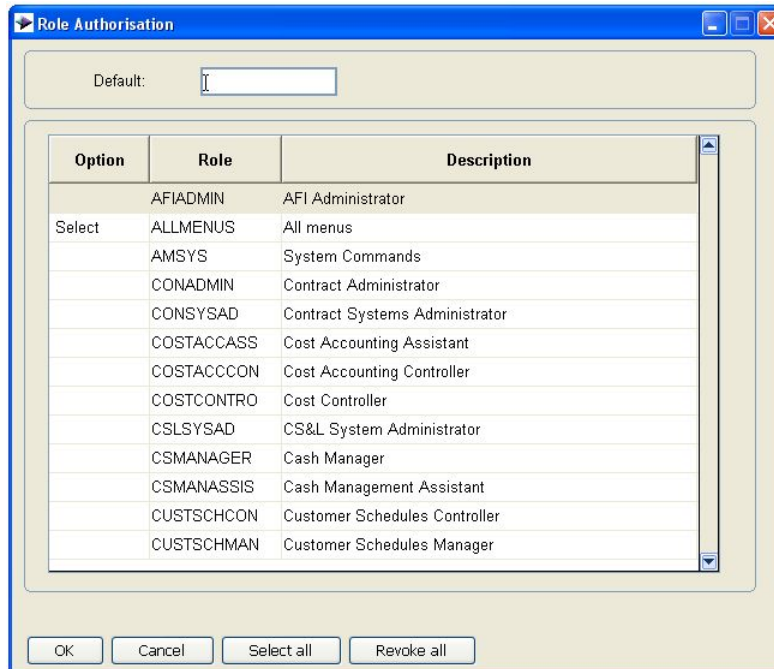 Role Authorisation
Default:
Option Role Description
AFIADMIN AFI Administrator
Select ALLMENUS All menus
AMSYS System Commands
CONADMIN Contract Administrator
CONSYSAD Contract Systems Administrator
COSTACCASS Cost Accounting Assistant
COSTACCCON Cost Accounting Controller
COSTCONTRO Cost Controller
CSLSYSAD CS&L System Administrator
CSMANAGER Cash Manager
CSMANASSIS Cash Management Assistant
CUSTSCHCON Customer Schedules Controller
CUSTSCHMAN Customer Schedules Manager
OK Cancel Select all Revoke all